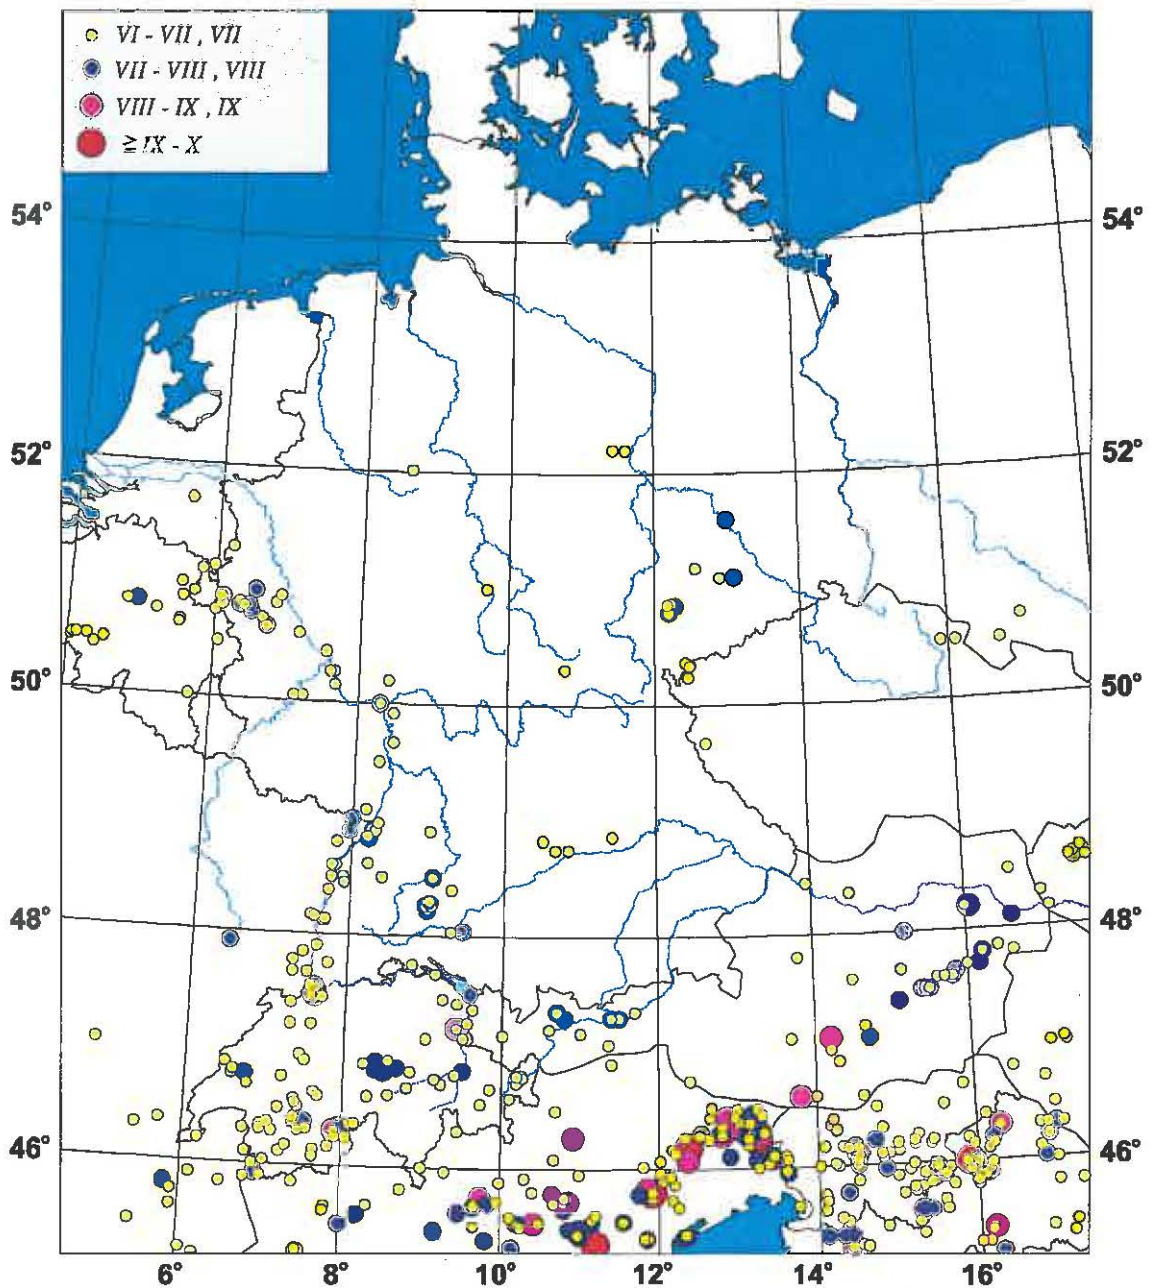 VI - VII , VII
VII - VIII , VIII
VIII - IX , IX
≧ IX - X
54° 54°
52° 52°
50° 50°
48° 48°
46° 46°
6° 8° 10° 12° 14° 16°